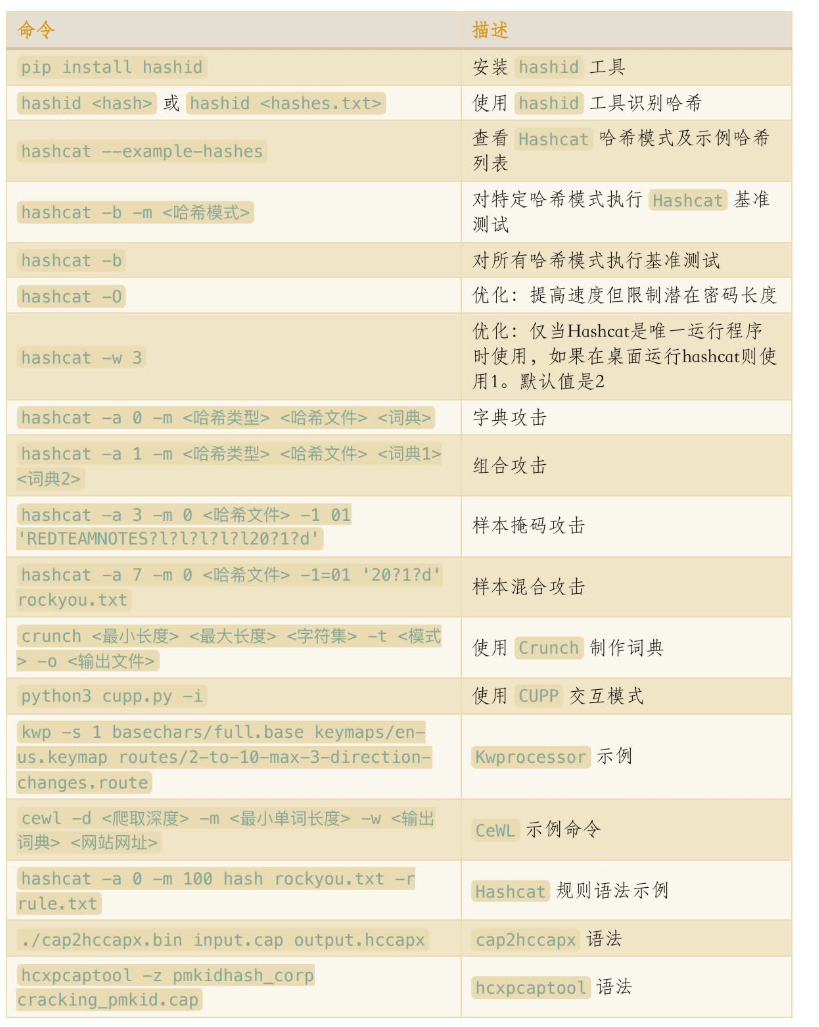 命令 描述
pip install hashid 安装 hashid 工具
hashid <hash> 或 hashid <hashes.txt> 使用 hashid 工具识别哈希
hashcat --example-hashes 查看 Hashcat 哈希模式及示例哈希
列表
hashcat -b -m <哈希模式> 对特定哈希模式执行 Hashcat 基准
测试
hashcat -b 对所有哈希模式执行基准测试
hashcat -O 优化：提高速度但限制潜在密码长度
hashcat -w 3 优化：仅当Hashcat是唯一运行程序
时使用，如果在桌面运行hashcat则使
用1。默认值是2
hashcat -a 0 -m <哈希类型> <哈希文件> <词典> 字典攻击
hashcat -a 1 -m <哈希类型> <哈希文件> <词典1>
<词典2> 组合攻击
hashcat -a 3 -m 0 <哈希文件> -1 01
'REDTEAMNOTES?l?l?l?l?l20?1?d' 样本掩码攻击
hashcat -a 7 -m 0 <哈希文件> -1=01 '20?1?d'
rockyou.txt 样本混合攻击
crunch <最小长度> <最大长度> <字符集> -t <模式
> -o <输出文件> 使用 Crunch 制作词典
python3 cupp.py -i 使用 CUPP 交互模式
kwp -s 1 basechars/full.base keymaps/en-
us.keymap routes/2-to-10-max-3-direction-
changes.route Kwprocessor 示例
cewl -d <爬取深度> -m <最小单词长度> -w <输出
词典> <网站网址> CeWL 示例命令
hashcat -a 0 -m 100 hash rockyou.txt -r
rule.txt Hashcat 规则语法示例
./cap2hccapx.bin input.cap output.hccapx cap2hccapx 语法
hcxpcaptool -z pmkidhash_corp
cracking_pmkid.cap hcxpcaptool 语法